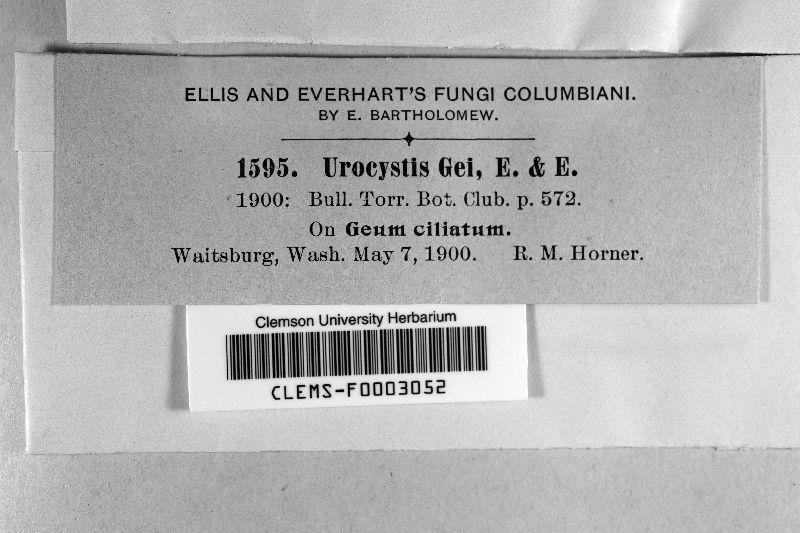 ELLIS AND EVERHART'S FUNGI COLUMBIANI.
BY E. BARTHOLOMEW.
1595. Urocystis Gei, E. & E.
1900: Bull. Torr. Bot. Club. p. 572.
On Geum ciliatum.
Waitsburg, Wash. May 7, 1900. R. M. Horner.
Clemson University Herbarium
CLEMS-F0003052